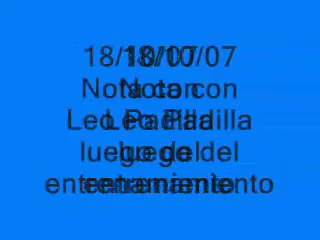 18/10/07
Nota con
Leo Padilla
luego del
entrenamiento